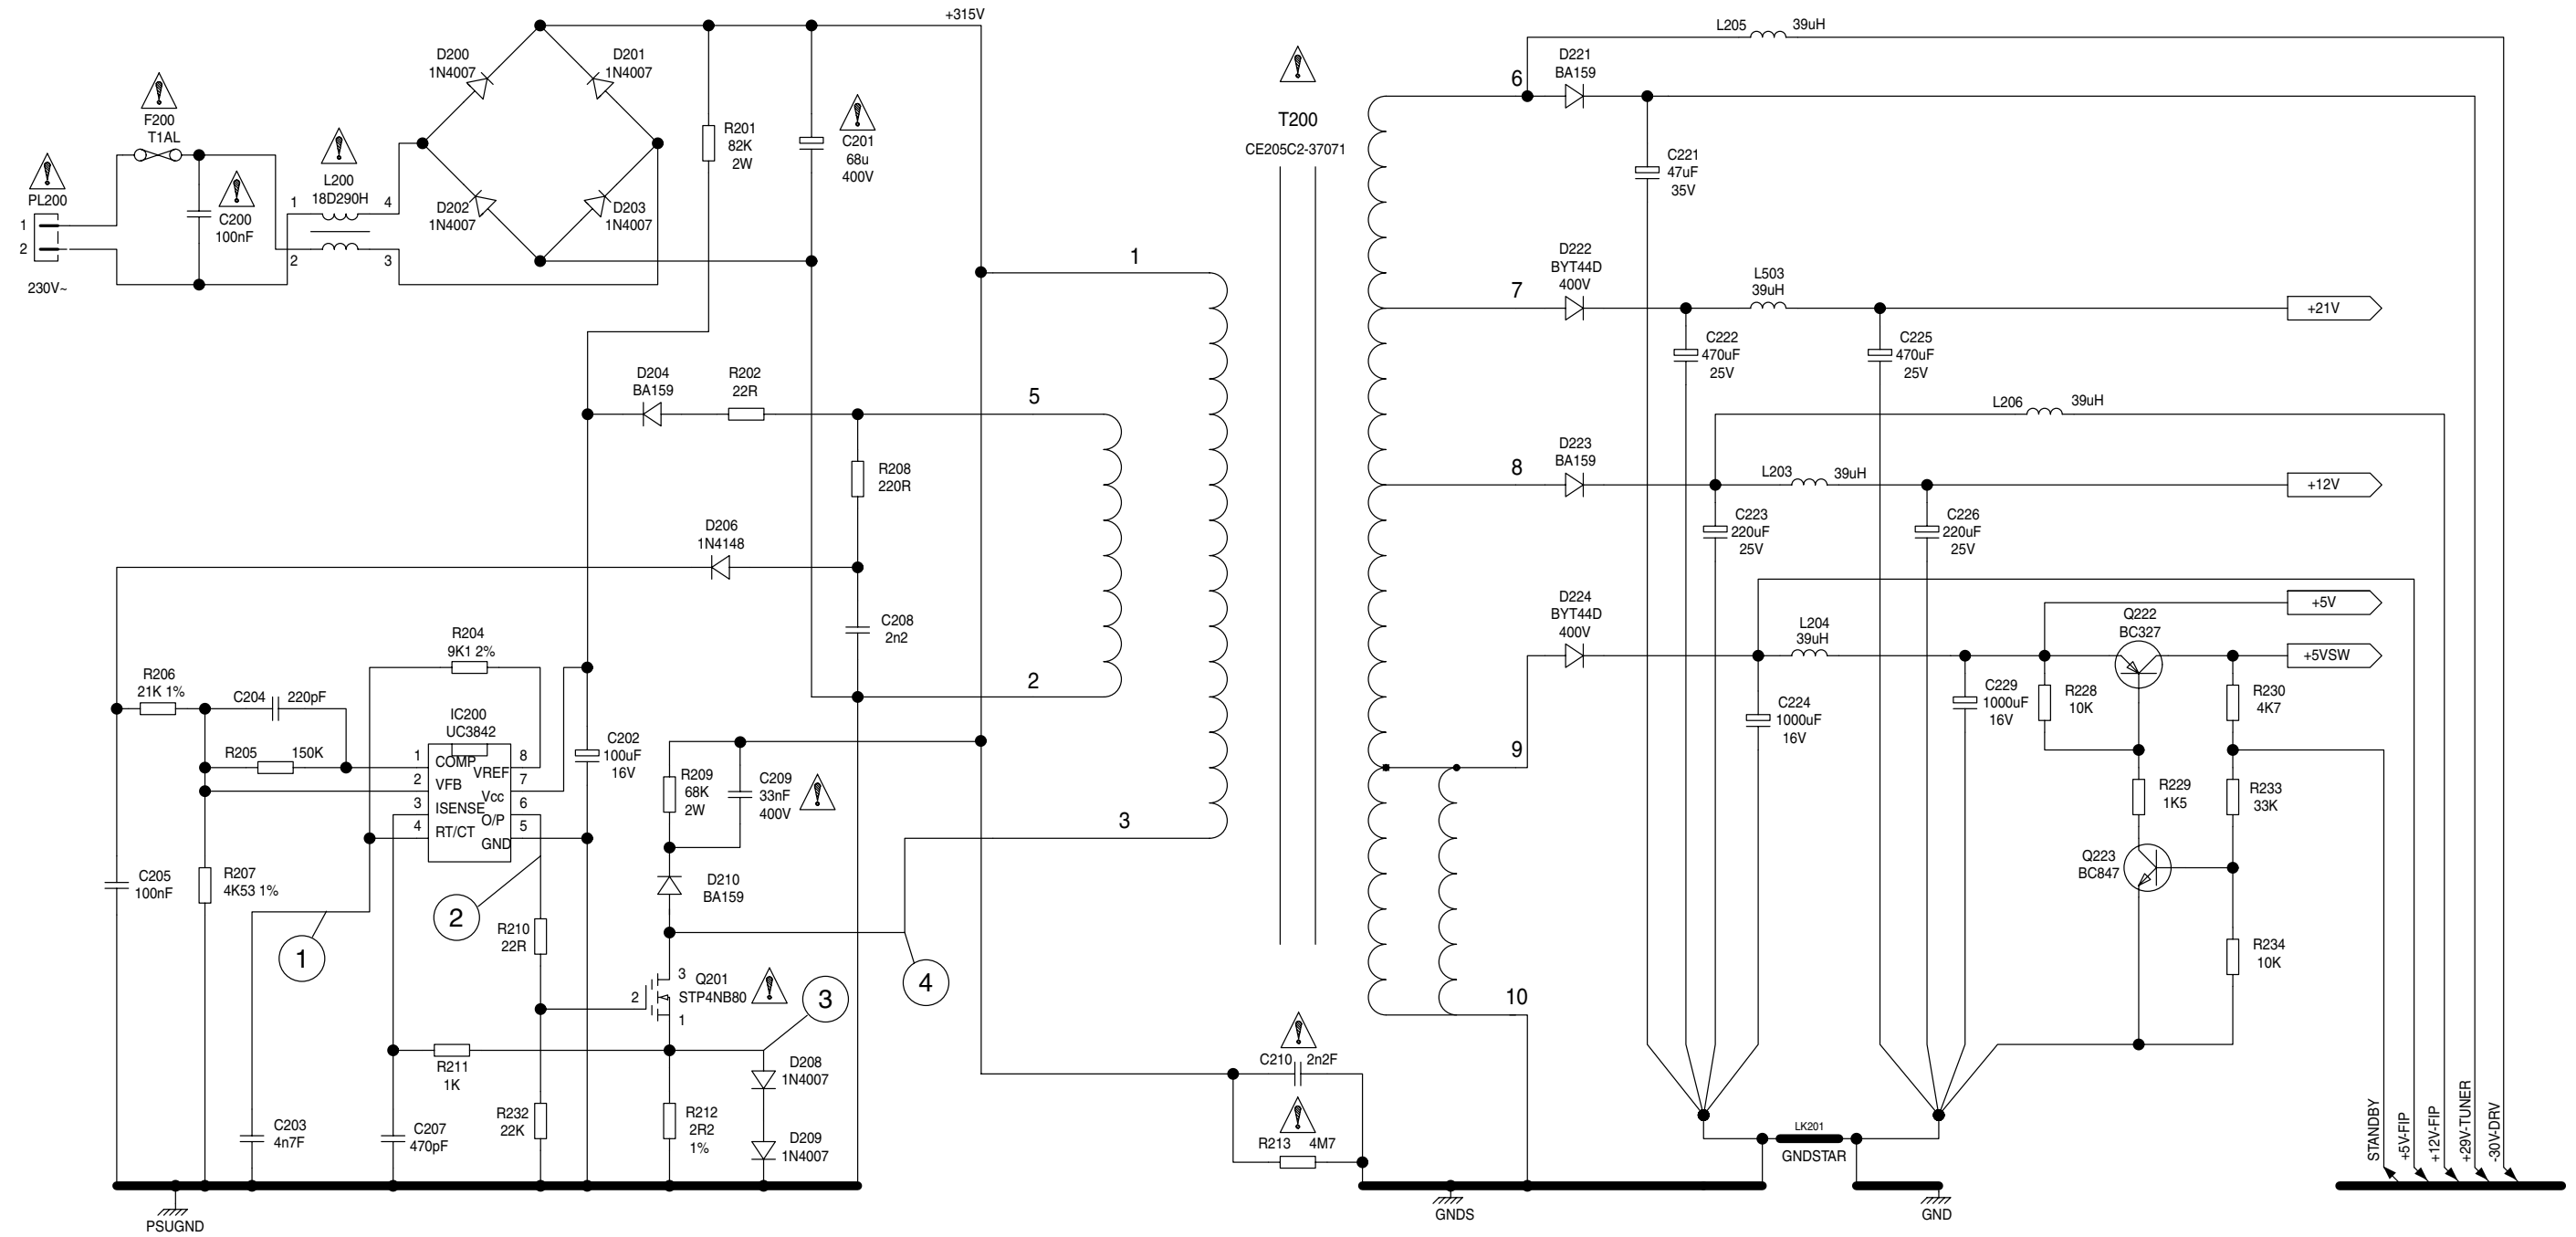 +315V
L205
39uH
D200
1N4007
D201
1N4007
D221
BA159
6
F200
T1AL
T200
CE205C2-37071
R201
82K
2W
C201
68u
400V
C221
47uF
35V
PL200
1
2
230V~
C200
100nF
L200
18D290H
1
4
2
3
D202
1N4007
D203
1N4007
1
D222
BYT44D
400V
7
L503
39uH
+21V
C222
470uF
25V
C225
470uF
25V
D204
BA159
R202
22R
5
L206
39uH
D223
BA159
8
L203
39uH
+12V
R208
220R
D206
1N4148
C223
220uF
25V
C226
220uF
25V
C208
2n2
D224
BYT44D
400V
L204
39uH
+5V
Q222
BC327
+5VSW
R204
9K1 2%
2
R206
21K 1%
C204
220pF
IC200
UC3842
R205
150K
1
COMP
2
VFB
3
ISENSE
4
RT/CT
VREF
8
Vcc
7
O/P
6
GND
5
C202
100uF
16V
R209
68K
2W
C209
33nF
400V
3
9
C224
1000uF
16V
C229
1000uF
16V
R228
10K
R230
4K7
R229
1K5
R233
33K
Q223
BC847
R234
10K
C205
100nF
R207
4K53 1%
1
2
R210
22R
D210
BA159
3
Q201
STP4NB80
2
1
3
4
10
R211
1K
D208
1N4007
C210
2n2F
R213
4M7
C203
4n7F
C207
470pF
R232
22K
R212
2R2
1%
D209
1N4007
LK201
GNDSTAR
STANDBY
+5V-FIP
+12V-FIP
+29V-TUNER
-30V-DRV
PSUGND
GNDS
GND